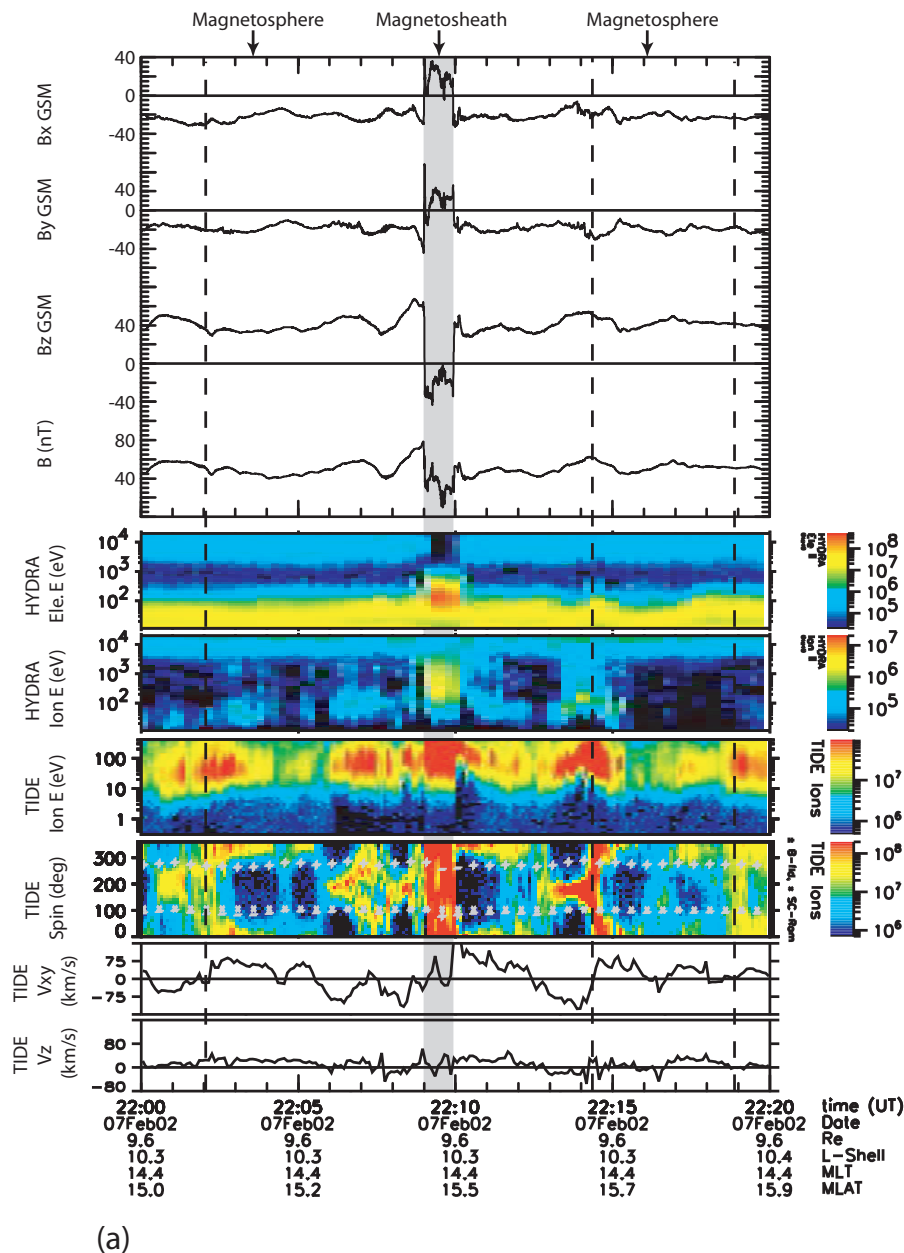 Magnetosphere Magnetosheath Magnetosphere
40
0
-40
Bx GSM
40
0
-40
By GSM
40
0
-40
Bz GSM
80
40
B (nT)
HYDRA
Ele. E (eV)
10⁴
10³
10²
10⁸
10⁷
10⁶
10⁵
HYDRA
Ion E (eV)
10⁴
10³
10²
10⁷
10⁶
10⁵
TIDE
Ion E (eV)
100
10
1
TIDE Ions
10⁷
10⁶
TIDE
Spin (deg)
300
200
100
0
TIDE Ions
10⁸
10⁷
10⁶
TIDE
Vxy
(km/s)
75
0
-75
TIDE
Vz
(km/s)
80
0
-80
22:00 22:05 22:10 22:15 22:20 time (UT)
07Feb02 07Feb02 07Feb02 07Feb02 07Feb02 Date
9.6 9.6 9.6 9.6 9.6 Re
10.3 10.3 10.3 10.3 10.4 L-Shell
14.4 14.4 14.4 14.4 14.4 MLT
15.0 15.2 15.5 15.7 15.9 MLAT
(a)